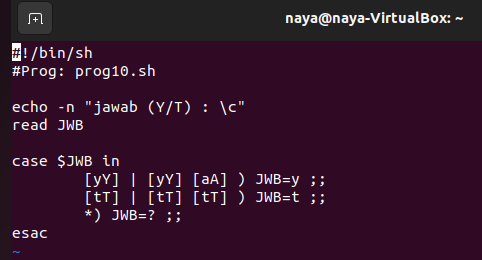 naya@naya-VirtualBox: ~
#!/bin/sh
#Prog: prog10.sh

echo -n "jawab (Y/T) : \c"
read JWB

case $JWB in
        [yY] | [yY] [aA] ) JWB=y ;;
        [tT] | [tT] [tT] ) JWB=t ;;
        *) JWB=? ;;
esac
~